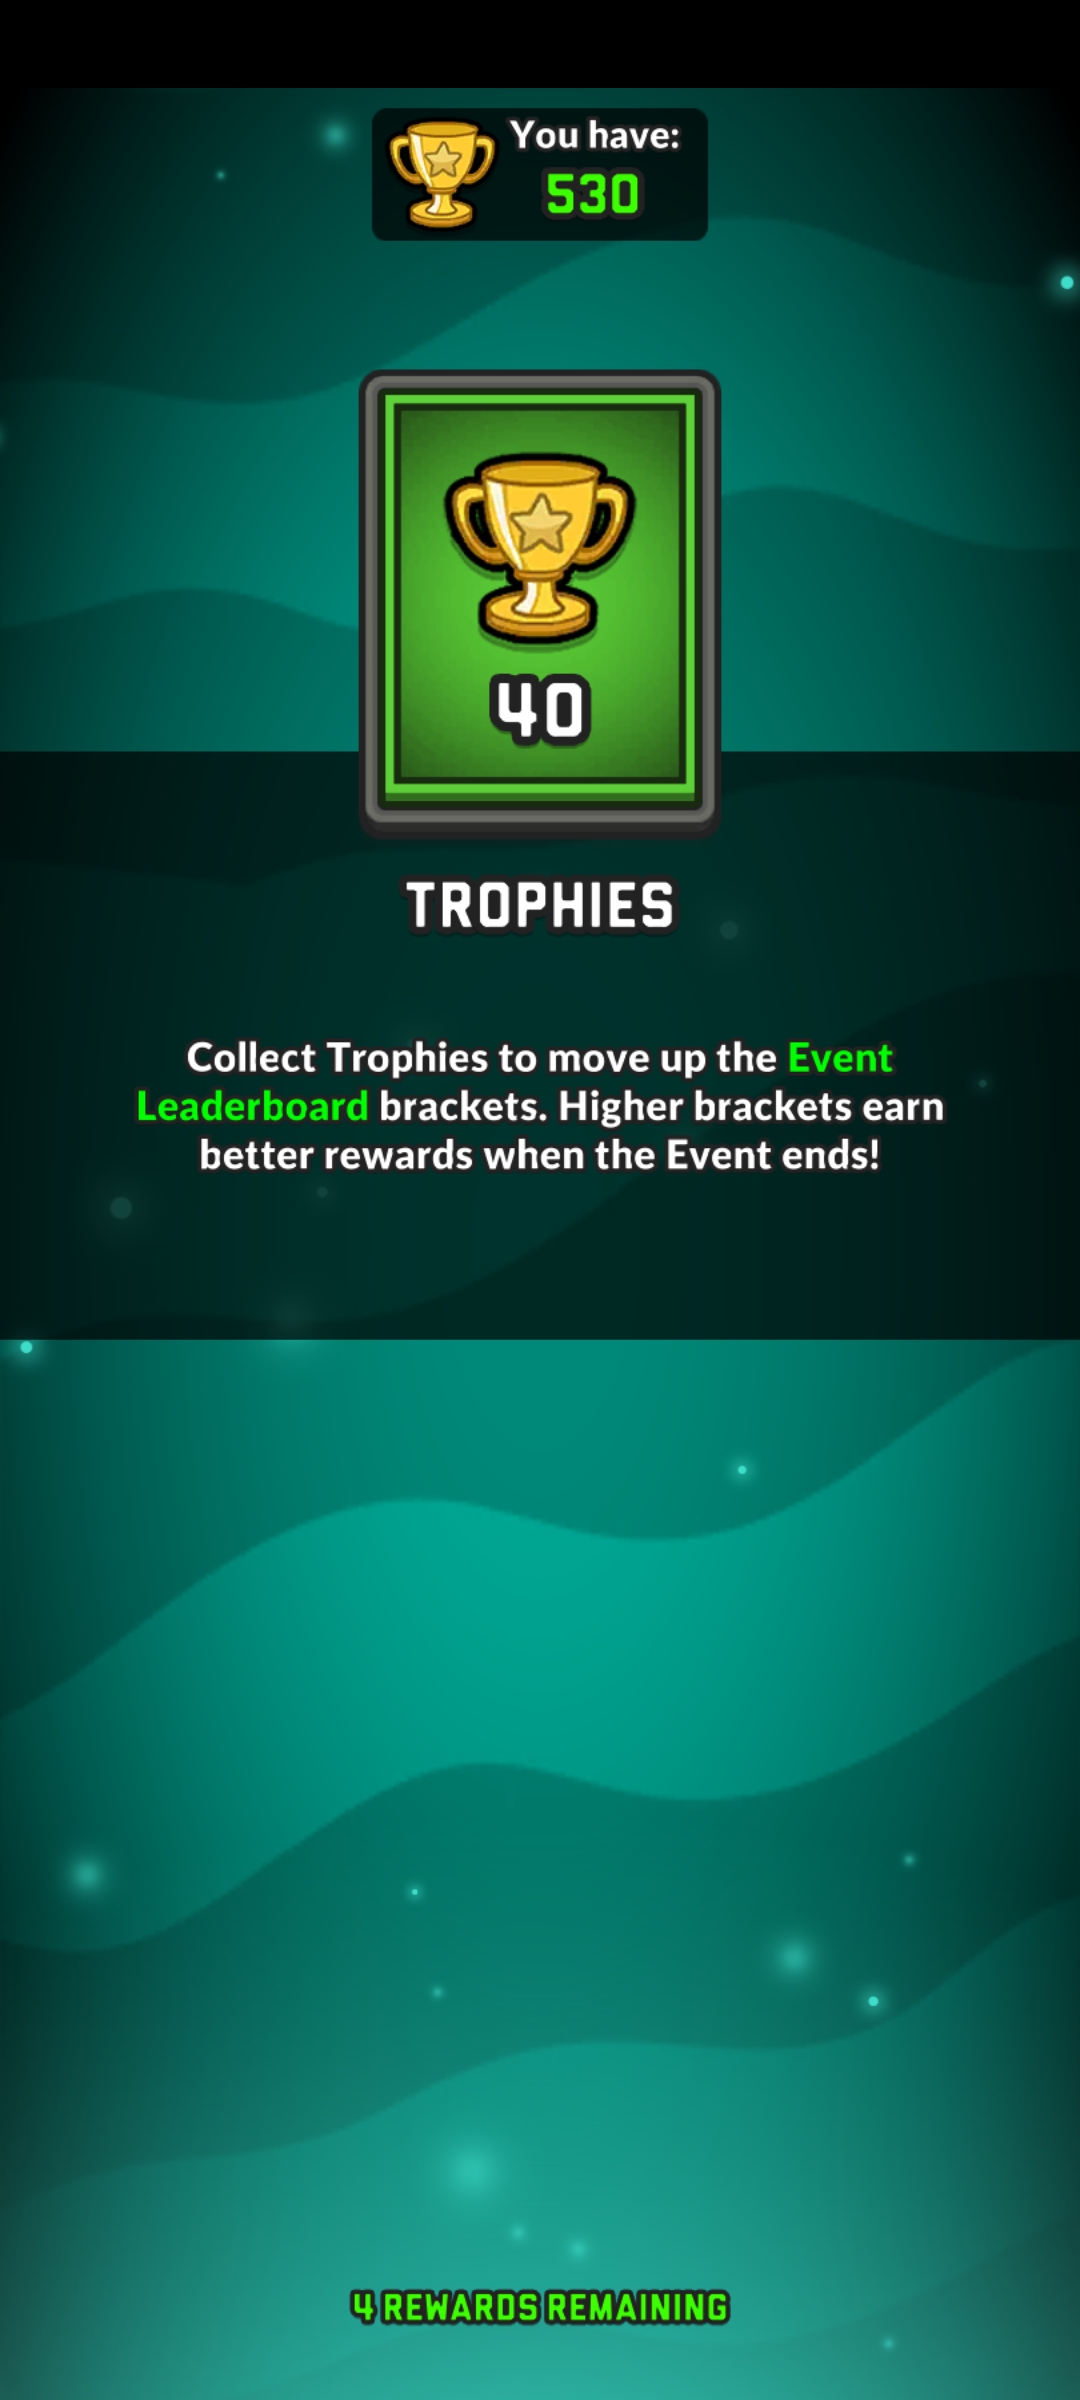 You have:
530
40
TROPHIES
Collect Trophies to move up the Event
Leaderboard brackets. Higher brackets earn
better rewards when the Event ends!
4 REWARDS REMAINING